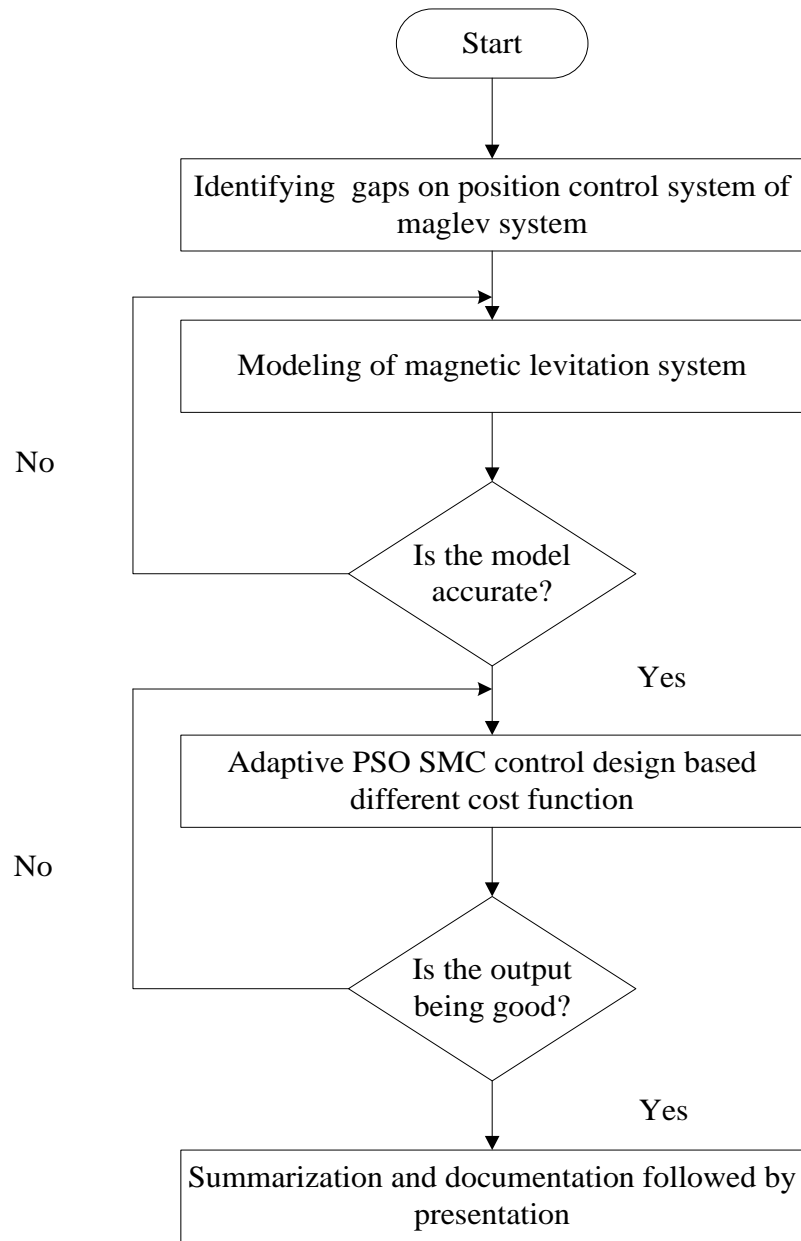 Start
Identifying gaps on position control system of
maglev system
Modeling of magnetic levitation system
No
Is the model
accurate?
Yes
Adaptive PSO SMC control design based
different cost function
No
Is the output
being good?
Yes
Summarization and documentation followed by
presentation